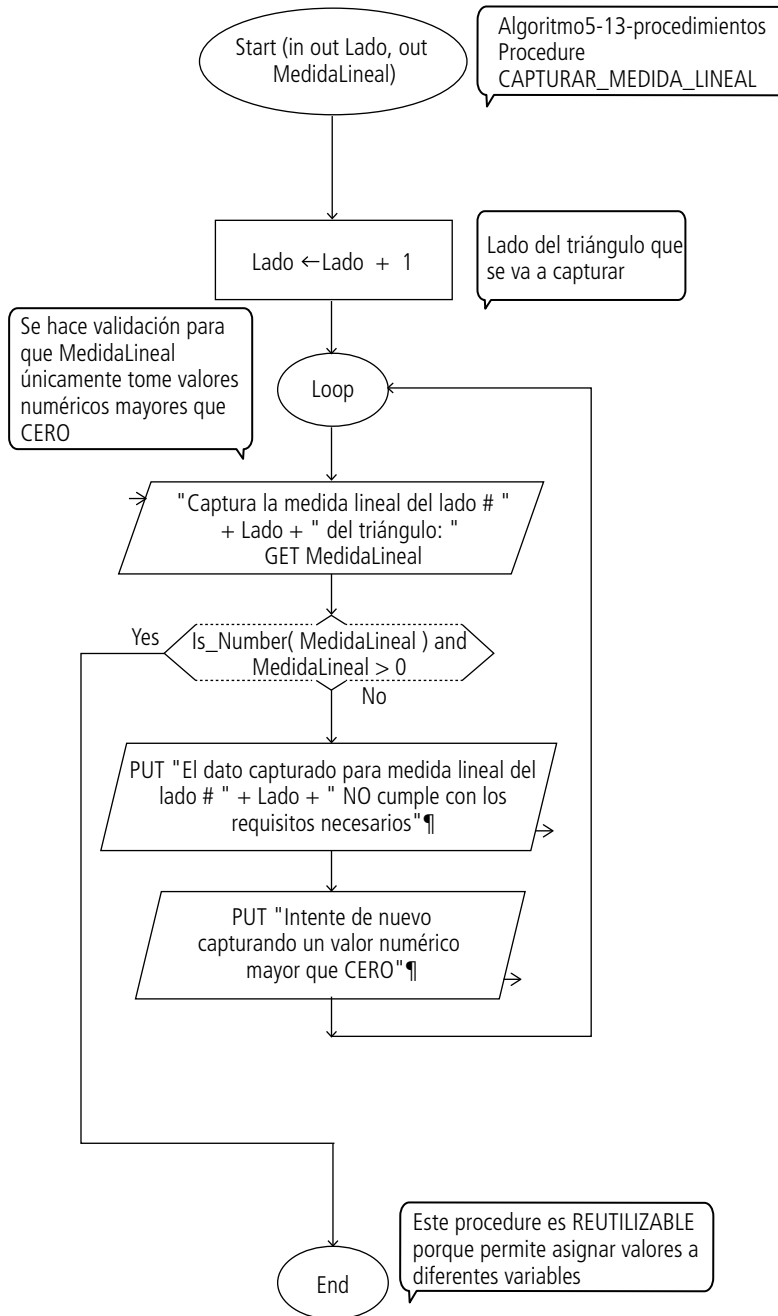 Start (in out Lado, out
MedidaLineal)
Algoritmo5-13-procedimientos
Procedure
CAPTURAR_MEDIDA_LINEAL
Lado ←Lado + 1
Lado del triángulo que
se va a capturar
Se hace validación para
que MedidaLineal
únicamente tome valores
numéricos mayores que
CERO
Loop
"Captura la medida lineal del lado # "
+ Lado + " del triángulo: "
GET MedidaLineal
Yes
Is_Number( MedidaLineal ) and
MedidaLineal > 0
No
PUT "El dato capturado para medida lineal del
lado # " + Lado + " NO cumple con los
requisitos necesarios"¶
PUT "Intente de nuevo
capturando un valor numérico
mayor que CERO"¶
Este procedure es REUTILIZABLE
porque permite asignar valores a
diferentes variables
End